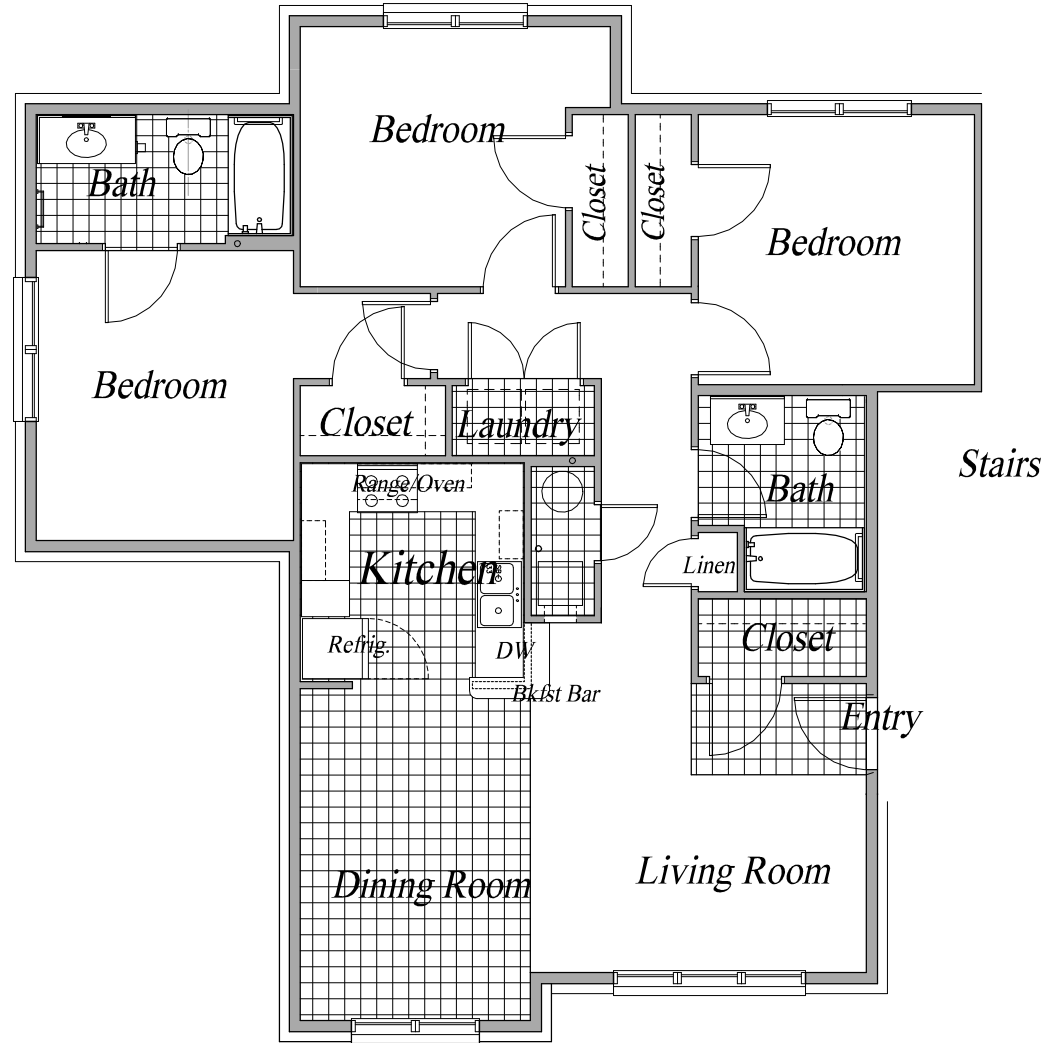 Bedroom
Bath
Closet
Closet
Bedroom
Bedroom
Closet
Laundry
Stairs
Range/Oven
Bath
Kitchen
Linen
Refrig.
DW
Closet
Bkfst Bar
Entry
Dining Room
Living Room